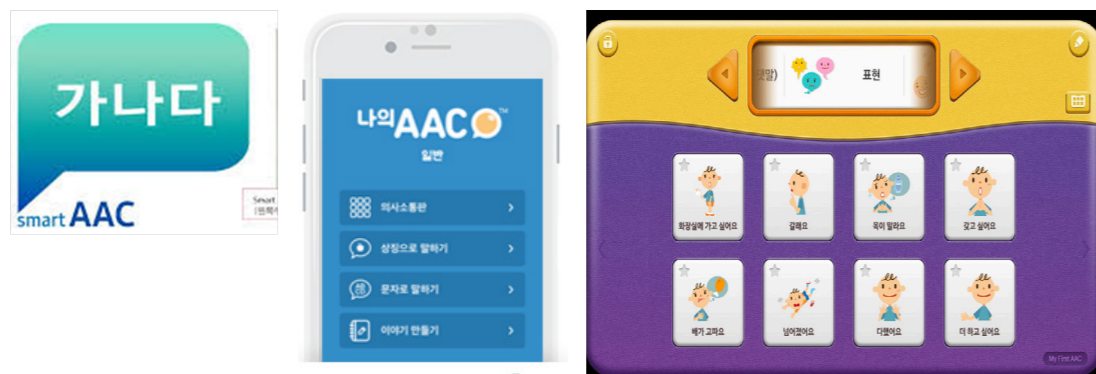 가나다
smart AAC
Smart
나의AAC TM
일반
의사소통판
상징으로 말하기
문자로 말하기
이야기 만들기
표현
화장실에 가고 싶어요
갈래요
목이 말라요
갖고 싶어요
배가 고파요
넘어졌어요
다했어요
더 하고 싶어요
My First AAC